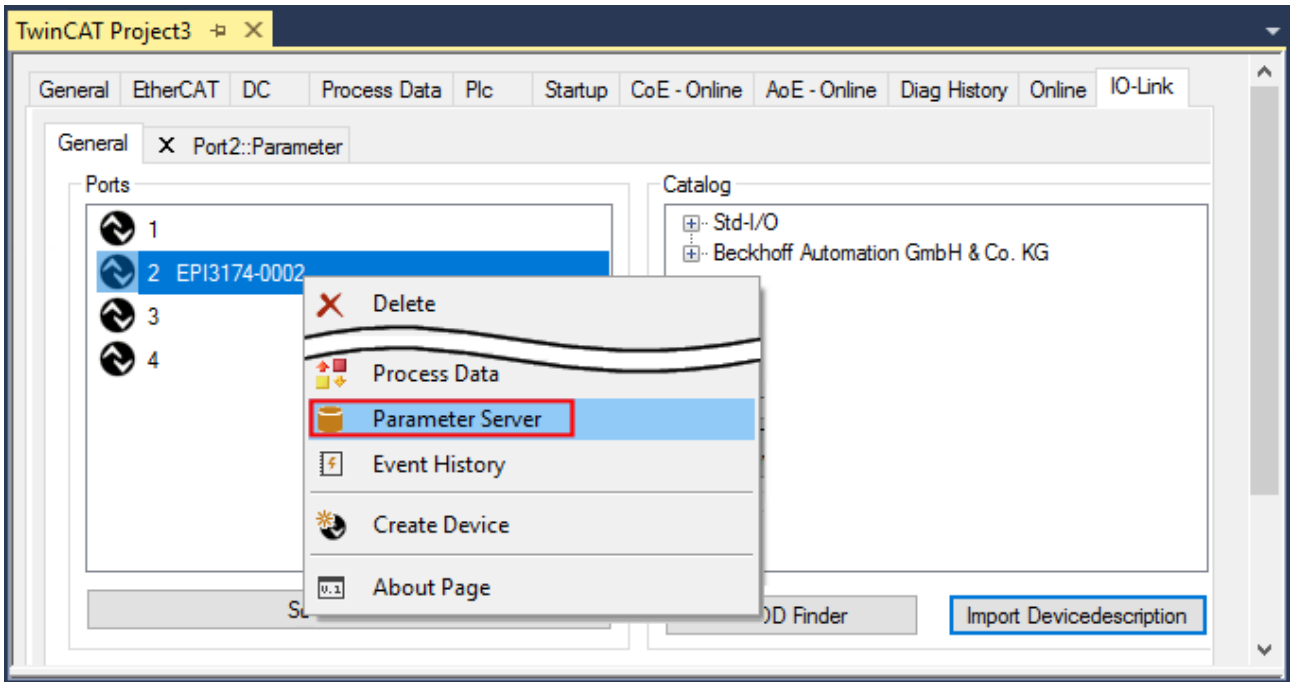 TwinCAT Project3
General EtherCAT DC Process Data Plc Startup CoE - Online AoE - Online Diag History Online IO-Link
General X Port2::Parameter
Ports
1
2 EPI3174-0002
3
4
Catalog
Std-I/O
Beckhoff Automation GmbH & Co. KG
Delete
Process Data
Parameter Server
Event History
Create Device
About Page
DD Finder
Import Devicedescription